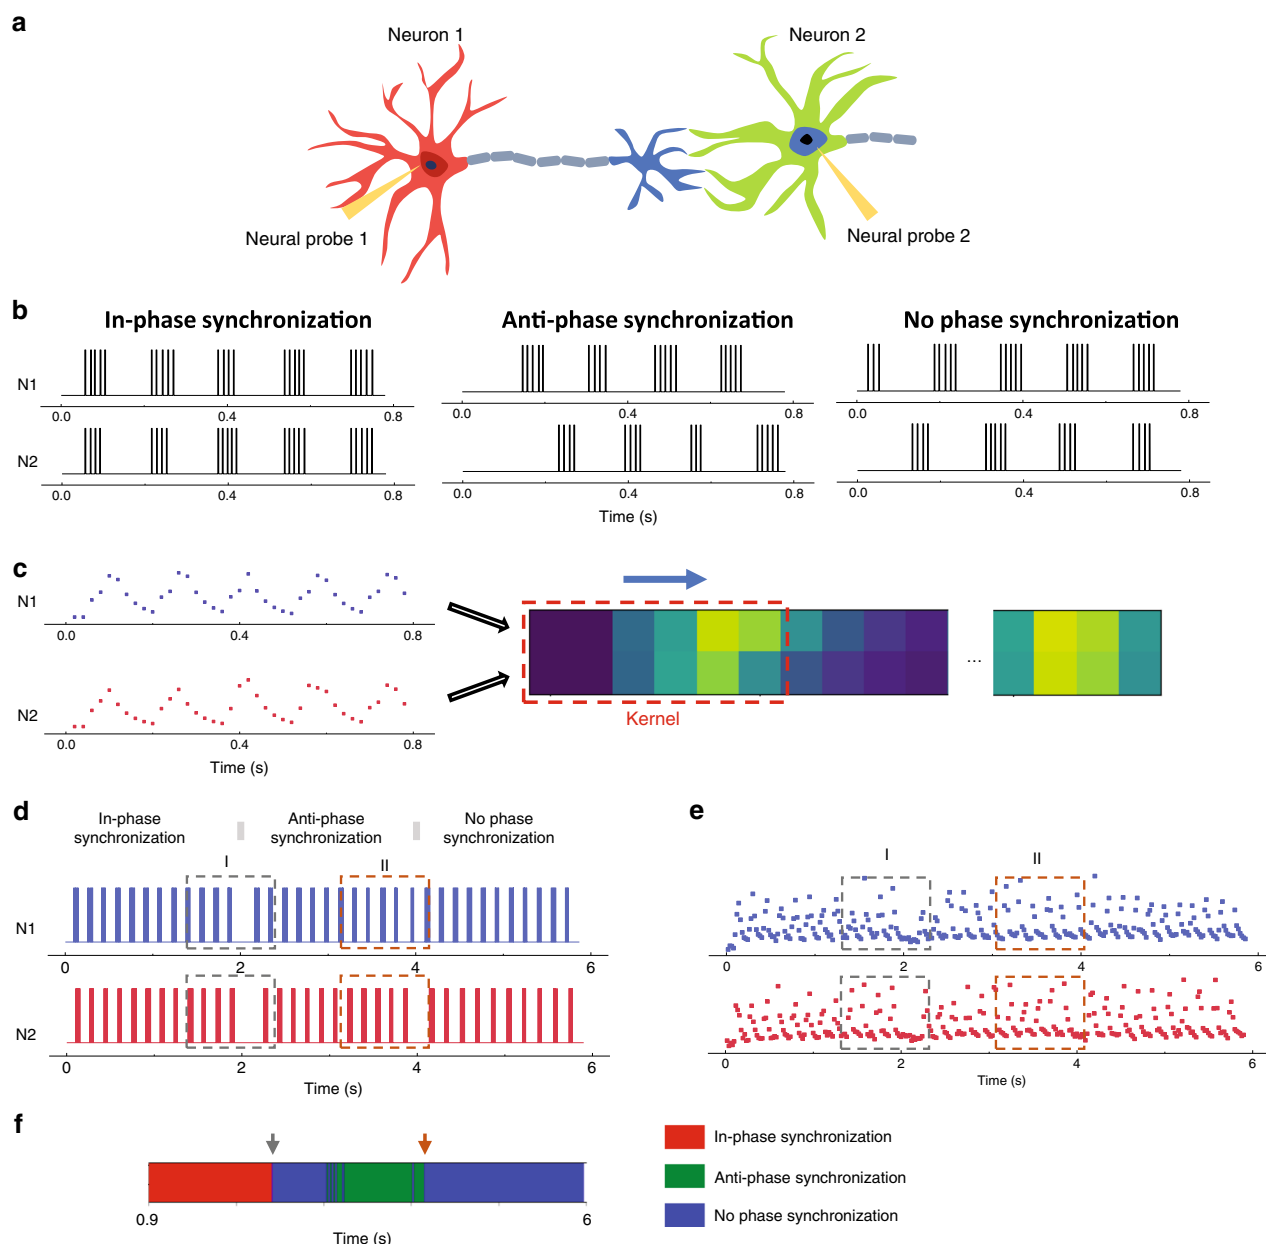 a
Neuron 1
Neuron 2
Neural probe 1
Neural probe 2
b
In-phase synchronization
Anti-phase synchronization
No phase synchronization
N1
0.0 0.4 0.8
0.0 0.4 0.8
0.0 0.4 0.8
N2
0.0 0.4 0.8
0.0 0.4 0.8
0.0 0.4 0.8
Time (s)
c
N1
0.0 0.4 0.8
N2
0.0 0.4 0.8
Time (s)
...
Kernel
d
In-phase
synchronization
Anti-phase
synchronization
No phase
synchronization
I
II
N1
0 2 4 6
N2
0 2 4 6
Time (s)
e
I
II
0 2 4 6
0 2 4 6
Time (s)
f
0.9 6
Time (s)
In-phase synchronization
Anti-phase synchronization
No phase synchronization